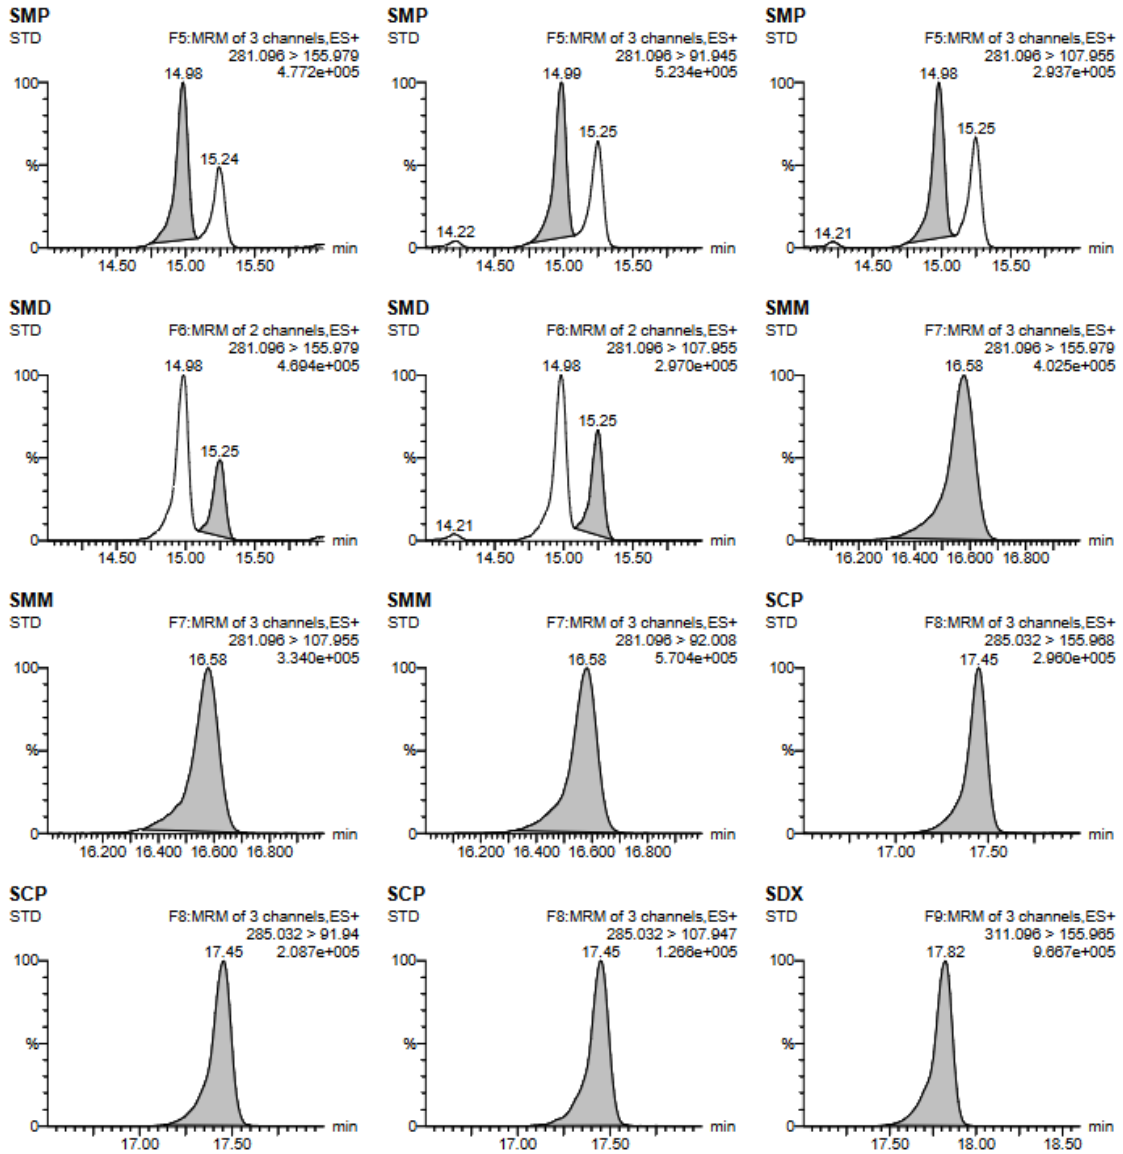 SMP
STD
F5:MRM of 3 channels,ES+
281.096 > 155.979
4.772e+005
100
14.98
15.24
%
0
14.50
15.00
15.50
min
SMP
STD
F5:MRM of 3 channels,ES+
281.096 > 91.945
5.234e+005
100
14.99
15.25
%
14.22
0
14.50
15.00
15.50
min
SMP
STD
F5:MRM of 3 channels,ES+
281.096 > 107.955
2.937e+005
100
14.98
15.25
%
14.21
0
14.50
15.00
15.50
min
SMD
STD
F6:MRM of 2 channels,ES+
281.096 > 155.979
4.694e+005
100
14.98
15.25
%
0
14.50
15.00
15.50
min
SMD
STD
F6:MRM of 2 channels,ES+
281.096 > 107.955
2.970e+005
100
14.98
15.25
%
14.21
0
14.50
15.00
15.50
min
SMM
STD
F7:MRM of 3 channels,ES+
281.096 > 155.979
4.025e+005
100
16.58
%
0
16.200
16.400
16.600
16.800
min
SMM
STD
F7:MRM of 3 channels,ES+
281.096 > 107.955
3.340e+005
100
16.58
%
0
16.200
16.400
16.600
16.800
min
SMM
STD
F7:MRM of 3 channels,ES+
281.096 > 92.008
5.704e+005
100
16.58
%
0
16.200
16.400
16.600
16.800
min
SCP
STD
F8:MRM of 3 channels,ES+
285.032 > 155.968
2.960e+005
100
17.45
%
0
17.00
17.50
min
SCP
STD
F8:MRM of 3 channels,ES+
285.032 > 91.94
2.087e+005
100
17.45
%
0
17.00
17.50
min
SCP
STD
F8:MRM of 3 channels,ES+
285.032 > 107.947
1.266e+005
100
17.45
%
0
17.00
17.50
min
SDX
STD
F9:MRM of 3 channels,ES+
311.096 > 155.965
9.667e+005
100
17.82
%
0
17.50
18.00
18.50
min